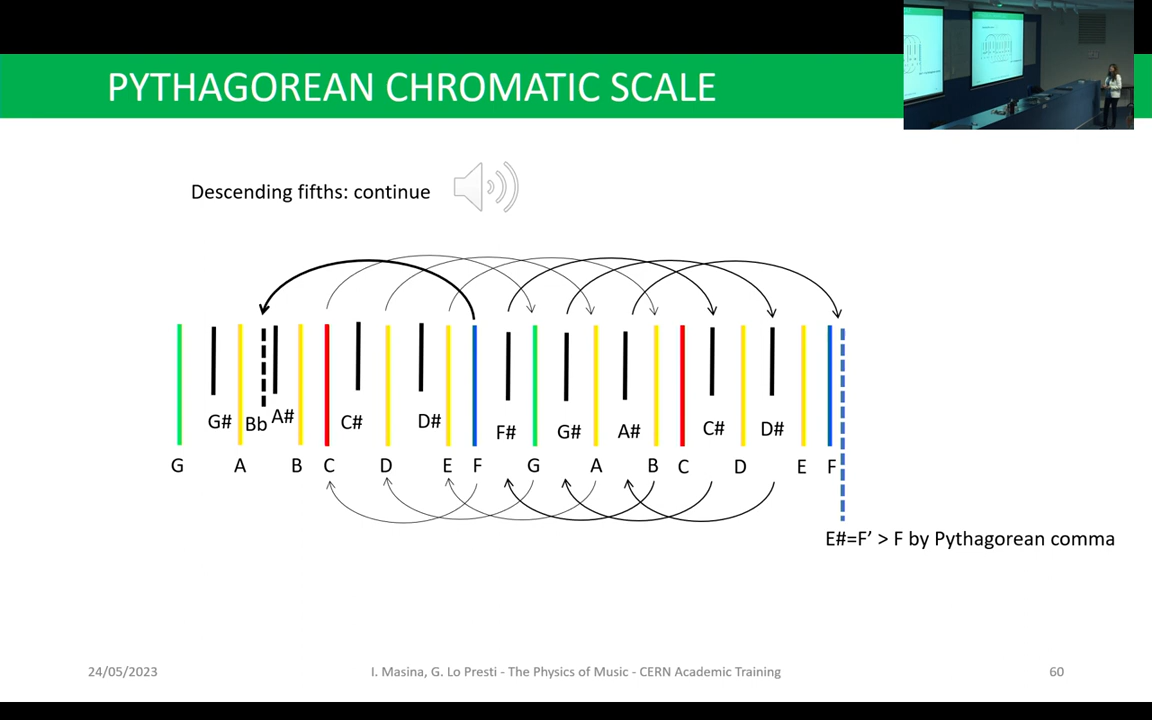 PYTHAGOREAN CHROMATIC SCALE
Descending fifths: continue
G# Bb A# C# D# F# G# A# C# D#
G A B C D E F G A B C D E F
E#=F’ > F by Pythagorean comma
24/05/2023 I. Masina, G. Lo Presti - The Physics of Music - CERN Academic Training 60